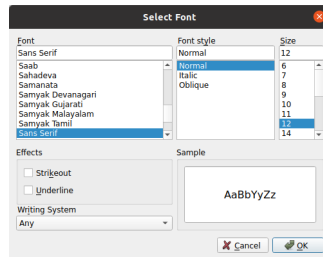 Select Font
Font
Font style
Size
Sans Serif
Normal
12
Saab
Sahadeva
Samanata
Samyak Devanagari
Samyak Gujarati
Samyak Malayalam
Samyak Tamil
Sans Serif
Normal
Italic
Oblique
6
7
8
9
10
11
12
14
Effects
Strikeout
Underline
Sample
AaBbYyZz
Writing System
Any
Cancel
OK